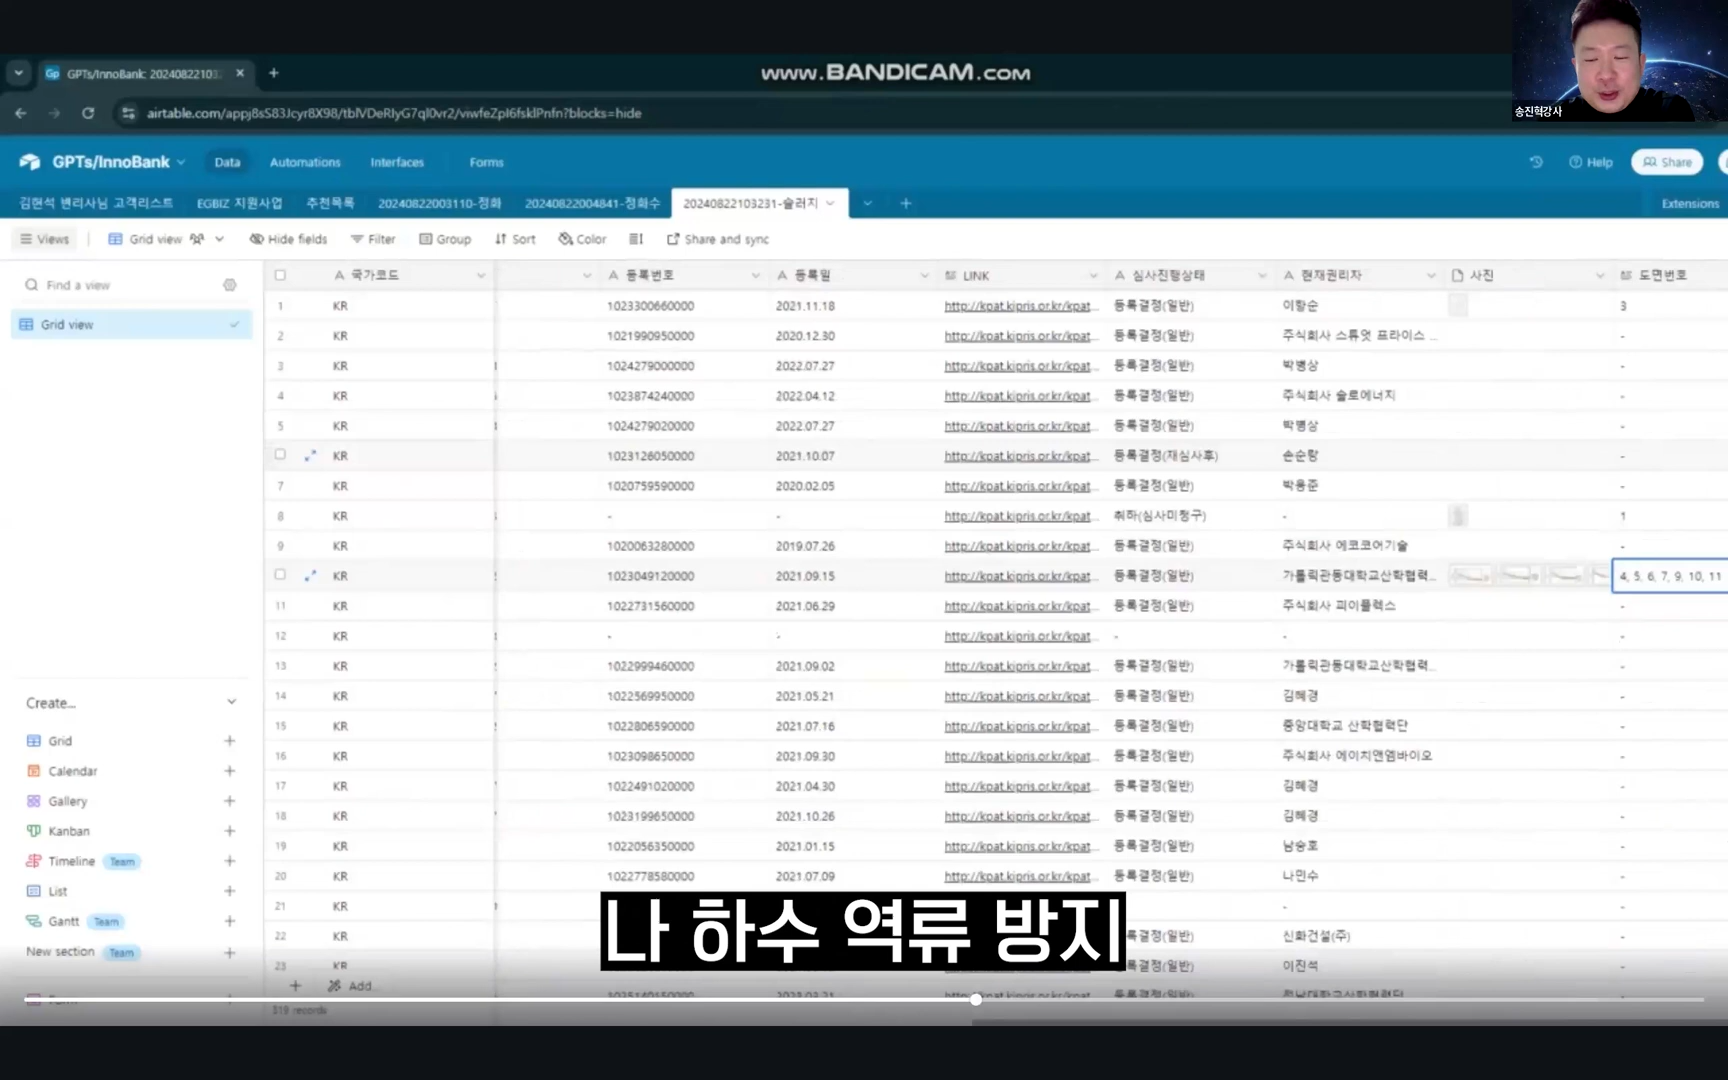 www.BANDICAM.com
송진혁강사
GPTs/InnoBank: 2024082210323
airtable.com/appj8sS83Jcyr8X98/tblVDeRIyG7ql0vr2/viwfeZpI6fsklPnfn?blocks=hide
GPTs/InnoBank Data Automations Interfaces Forms Help Share
김현석 변리사님 고객리스트 EGBIZ 지원사업 추천목록 20240822003110-정화 20240822004841-정화수 20240822103231-슬러지 Extensions
Views Grid view Hide fields Filter Group Sort Color Share and sync
Find a view
Grid view
국가코드 등록번호 등록일 LINK 심사진행상태 현재권리자 사진 도면번호
1 KR 1023300660000 2021.11.18 http://kpat.kipris.or.kr/kpat... 등록결정(일반) 이항순 3
KR 1021990950000 2020.12.30 http://kpat.kipris.or.kr/kpat... 등록결정(일반) 주식회사 스튜엇 프라이스 ... -
3 KR 1024279000000 2022.07.27 http://kpat.kipris.or.kr/kpat... 등록결정(일반) 박병상 -
4 KR 1023874240000 2022.04.12 http://kpat.kipris.or.kr/kpat... 등록결정(일반) 주식회사 솔로에너지 -
5 KR 1024279020000 2022.07.27 http://kpat.kipris.or.kr/kpat... 등록결정(일반) 박병상 -
KR 1023126050000 2021.10.07 http://kpat.kipris.or.kr/kpat... 등록결정(재심사후) 손순랑 -
7 KR 1020759590000 2020.02.05 http://kpat.kipris.or.kr/kpat... 등록결정(일반) 박용준 -
8 KR - - http://kpat.kipris.or.kr/kpat... 취하(심사미청구) - 1
9 KR 1020063280000 2019.07.26 http://kpat.kipris.or.kr/kpat... 등록결정(일반) 주식회사 에코코어기술 -
KR 1023049120000 2021.09.15 http://kpat.kipris.or.kr/kpat... 등록결정(일반) 가톨릭관동대학교산학협력... 4, 5, 6, 7, 9, 10, 11
11 KR 1022731560000 2021.06.29 http://kpat.kipris.or.kr/kpat... 등록결정(일반) 주식회사 피이플렉스 -
12 KR - - http://kpat.kipris.or.kr/kpat... - - -
13 KR 1022999460000 2021.09.02 http://kpat.kipris.or.kr/kpat... 등록결정(일반) 가톨릭관동대학교산학협력... -
14 KR 1022569950000 2021.05.21 http://kpat.kipris.or.kr/kpat... 등록결정(일반) 김혜경 -
15 KR 1022806590000 2021.07.16 http://kpat.kipris.or.kr/kpat... 등록결정(일반) 중앙대학교 산학협력단 -
16 KR 1023098650000 2021.09.30 http://kpat.kipris.or.kr/kpat... 등록결정(일반) 주식회사 에이치앤엠바이오 -
17 KR 1022491020000 2021.04.30 http://kpat.kipris.or.kr/kpat... 등록결정(일반) 김혜경 -
18 KR 1023199650000 2021.10.26 http://kpat.kipris.or.kr/kpat... 등록결정(일반) 김혜경 -
19 KR 1022056350000 2021.01.15 http://kpat.kipris.or.kr/kpat... 등록결정(일반) 남승호 -
20 KR 1022778580000 2021.07.09 http://kpat.kipris.or.kr/kpat... 등록결정(일반) 나민수 -
21 KR - -
22 KR 록결정(일반) 신화건설(주) -
23 KR 록결정(일반) 이진석 -
Create...
Grid
Calendar
Gallery
Kanban
Timeline Team
List
Gantt Team
New section Team
Add...
319 records
나 하수 역류 방지